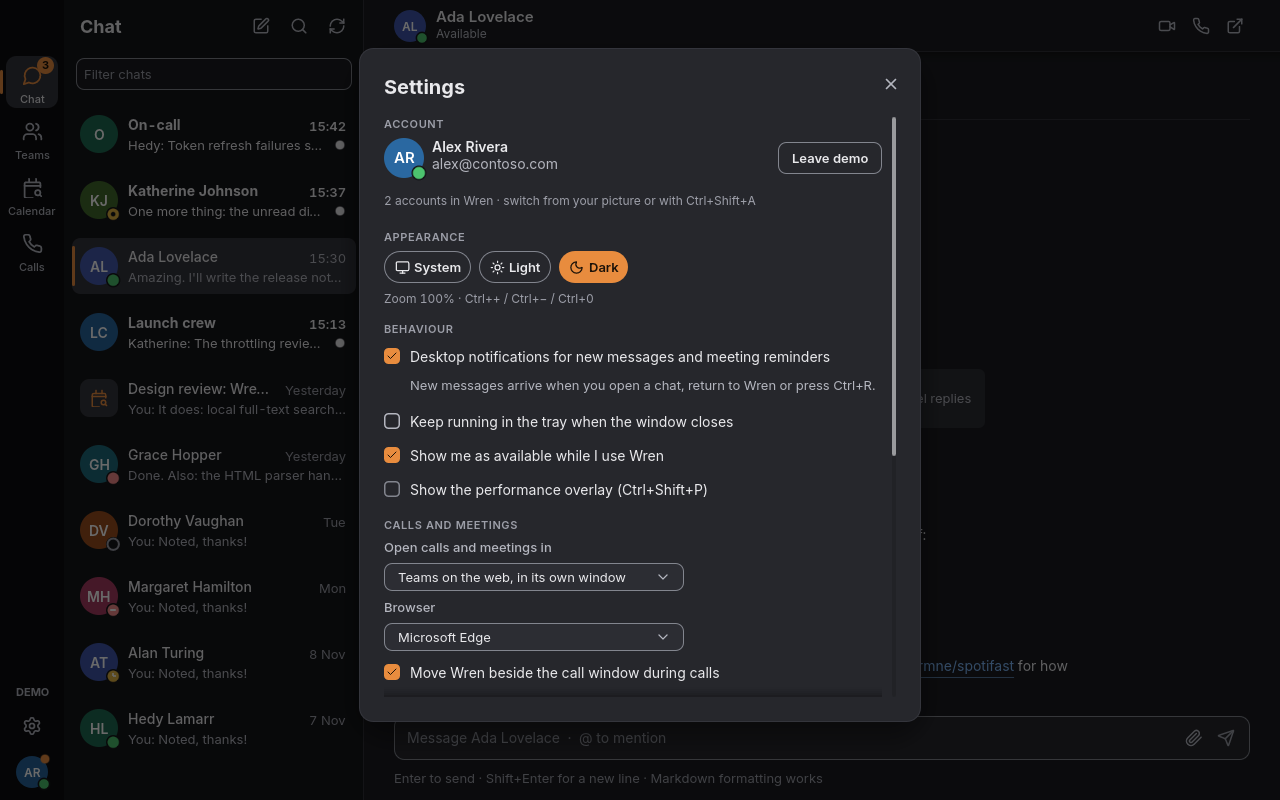 Chat
Filter chats
3
Chat
Teams
Calendar
Calls
DEMO
AR
O
On-call
15:42
Hedy: Token refresh failures s...
KJ
Katherine Johnson
15:37
One more thing: the unread di...
AL
Ada Lovelace
15:30
Amazing. I'll write the release not...
LC
Launch crew
15:13
Katherine: The throttling revie...
Design review: Wre...
Yesterday
You: It does: local full-text search...
GH
Grace Hopper
Yesterday
Done. Also: the HTML parser han...
DV
Dorothy Vaughan
Tue
You: Noted, thanks!
MH
Margaret Hamilton
Mon
You: Noted, thanks!
AT
Alan Turing
8 Nov
You: Noted, thanks!
HL
Hedy Lamarr
7 Nov
You: Noted, thanks!
AL
Ada Lovelace
Available
Settings
ACCOUNT
AR
Alex Rivera
alex@contoso.com
Leave demo
2 accounts in Wren · switch from your picture or with Ctrl+Shift+A
APPEARANCE
System
Light
Dark
Zoom 100% · Ctrl++ / Ctrl+− / Ctrl+0
BEHAVIOUR
Desktop notifications for new messages and meeting reminders
New messages arrive when you open a chat, return to Wren or press Ctrl+R.
Keep running in the tray when the window closes
Show me as available while I use Wren
Show the performance overlay (Ctrl+Shift+P)
CALLS AND MEETINGS
Open calls and meetings in
Teams on the web, in its own window
Browser
Microsoft Edge
Move Wren beside the call window during calls
replies
rmne/spotifast for how
Message Ada Lovelace · @ to mention
Enter to send · Shift+Enter for a new line · Markdown formatting works